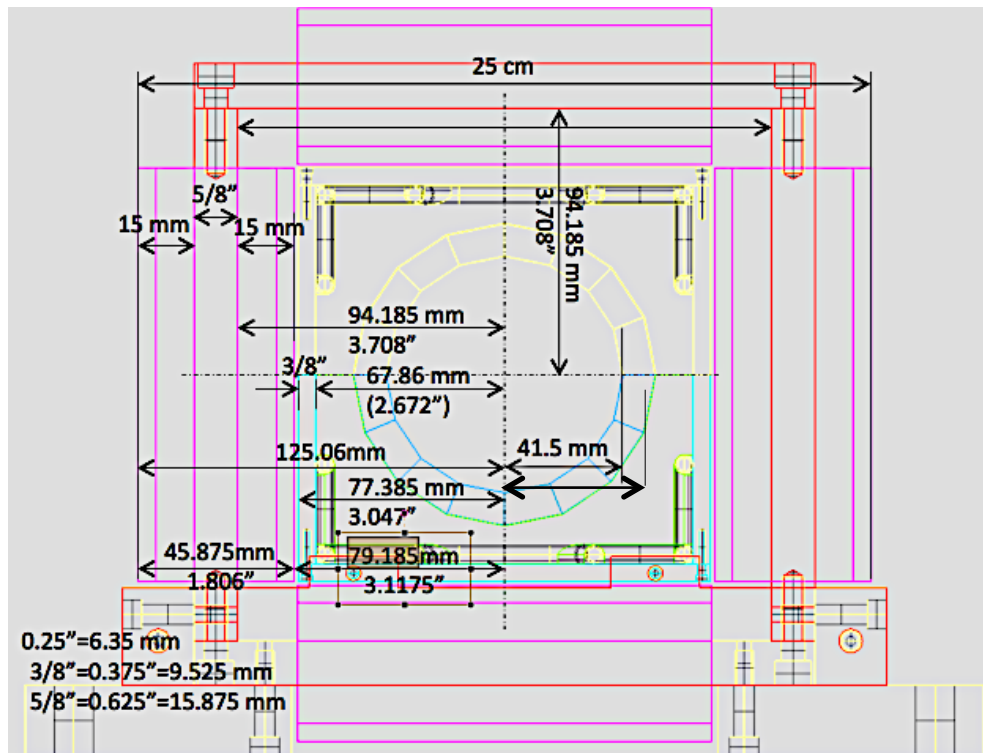 25 cm
5/8”
15 mm
15 mm
94.185 mm
3.708”
94.185 mm
3.708”
3/8”
67.86 mm
(2.672”)
125.06mm
41.5 mm
77.385 mm
3.047”
45.875mm
1.806”
79.185mm
3.1175”
0.25”=6.35 mm
3/8”=0.375”=9.525 mm
5/8”=0.625”=15.875 mm